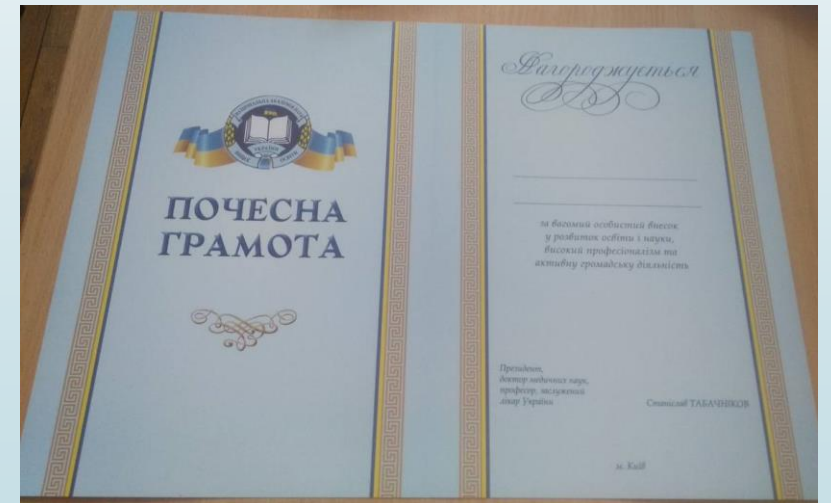 УКРАЇНИ
ПОЧЕСНА
ГРАМОТА
Нагороджується
за вагомий особистий внесок
у розвиток освіти і науки,
високий професіоналізм та
активну громадську діяльність
Президент,
доктор медичних наук,
професор, заслужений
лікар України
Станіслав ТАБАЧНІКОВ
м. Київ